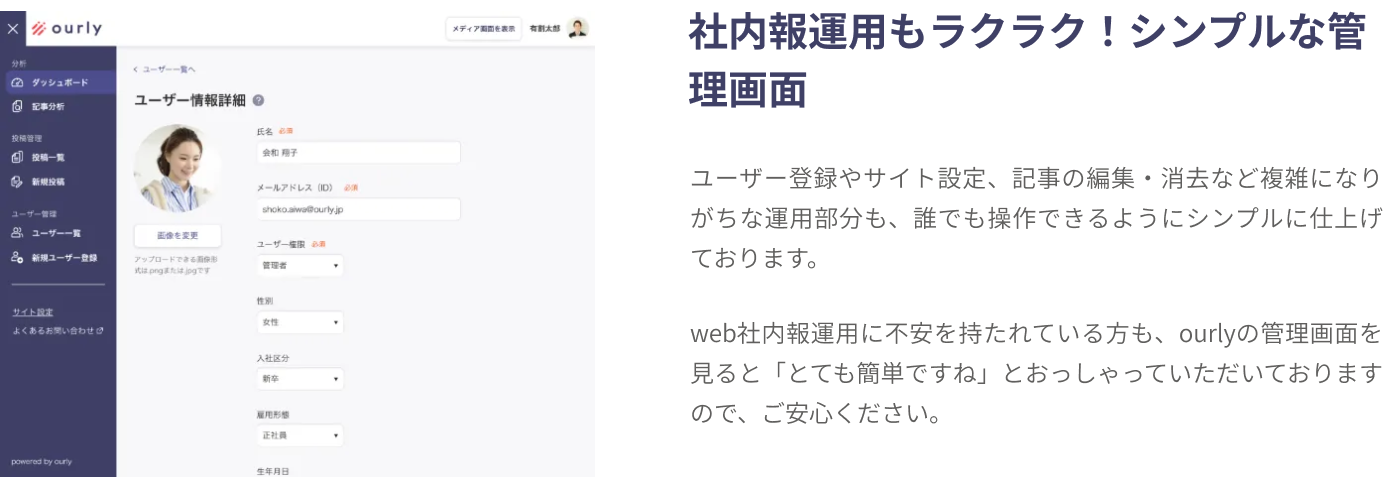 ourly
メディア画面を表示
有割太郎
分析
ダッシュボード
記事分析
投稿管理
投稿一覧
新規投稿
ユーザー管理
ユーザー一覧
新規ユーザー登録
サイト設定
よくあるお問い合わせ
powered by ourly
ユーザー一覧へ
ユーザー情報詳細
画像を変更
アップロードできる画像形
式は.pngまたは.jpgです
氏名 必須
会和 翔子
メールアドレス（ID） 必須
shoko.aiwa@ourly.jp
ユーザー権限 必須
管理者
性別
女性
入社区分
新卒
雇用形態
正社員
生年月日
社内報運用もラクラク！シンプルな管
理画面
ユーザー登録やサイト設定、記事の編集・消去など複雑になり
がちな運用部分も、誰でも操作できるようにシンプルに仕上げ
ております。
web社内報運用に不安を持たれている方も、ourlyの管理画面を
見ると「とても簡単ですね」とおっしゃっていただいております
ので、ご安心ください。